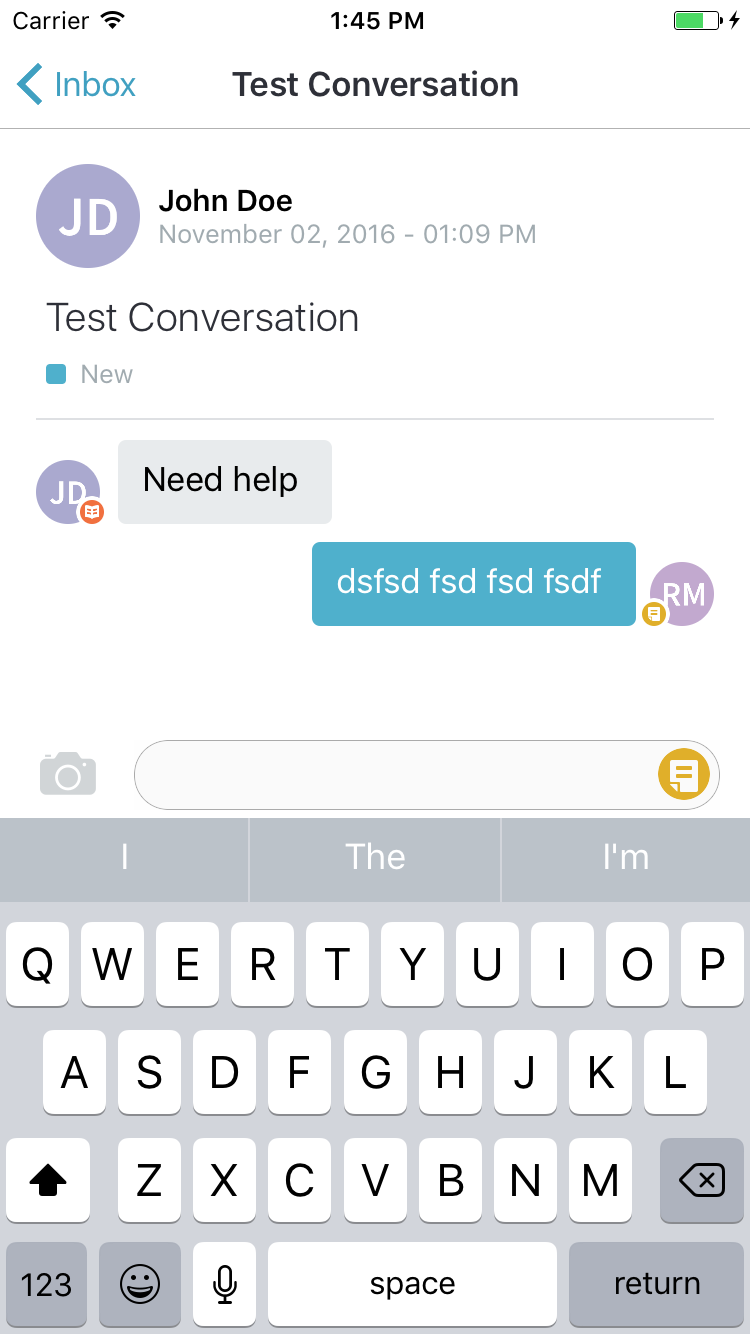 Carrier 1:45 PM
Inbox Test Conversation
JD
John Doe
November 02, 2016 - 01:09 PM
Test Conversation
New
JD
Need help
dsfsd fsd fsd fsdf
RM
I The I'm
Q W E R T Y U I O P
A S D F G H J K L
Z X C V B N M
123 space return